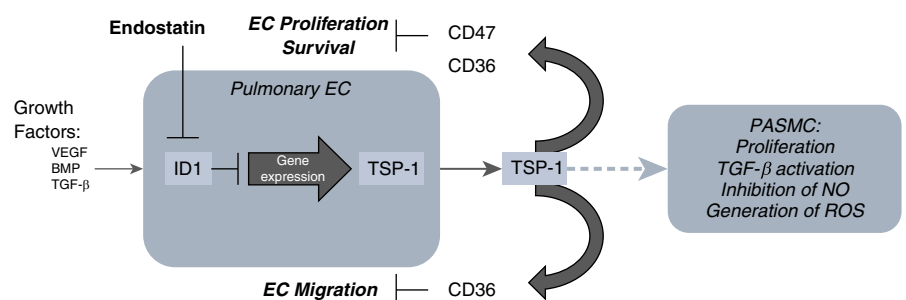 Endostatin
EC Proliferation
Survival
CD47
CD36
Pulmonary EC
Growth
Factors:
VEGF
BMP
TGF-β
ID1
Gene
expression
TSP-1
TSP-1
PASMC:
Proliferation
TGF-β activation
Inhibition of NO
Generation of ROS
EC Migration
CD36